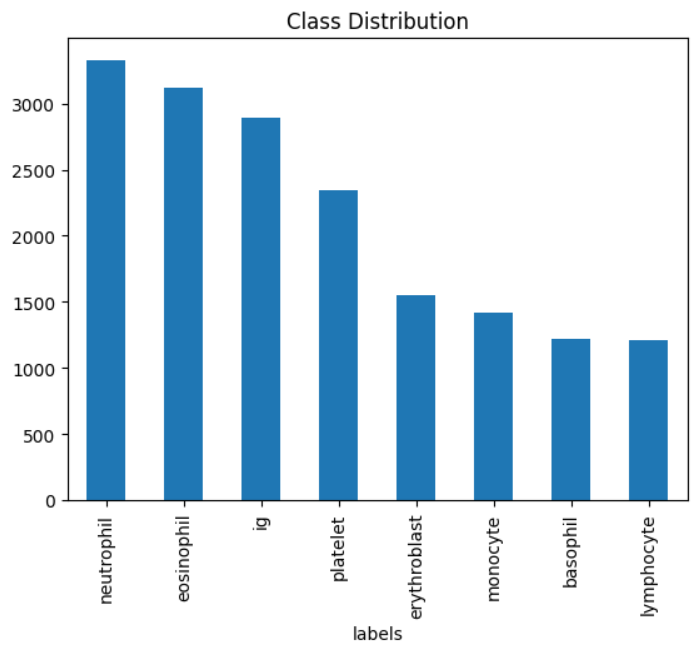 Class Distribution
3000
2500
2000
1500
1000
500
0
neutrophil
eosinophil
ig
platelet
erythroblast
monocyte
basophil
lymphocyte
labels